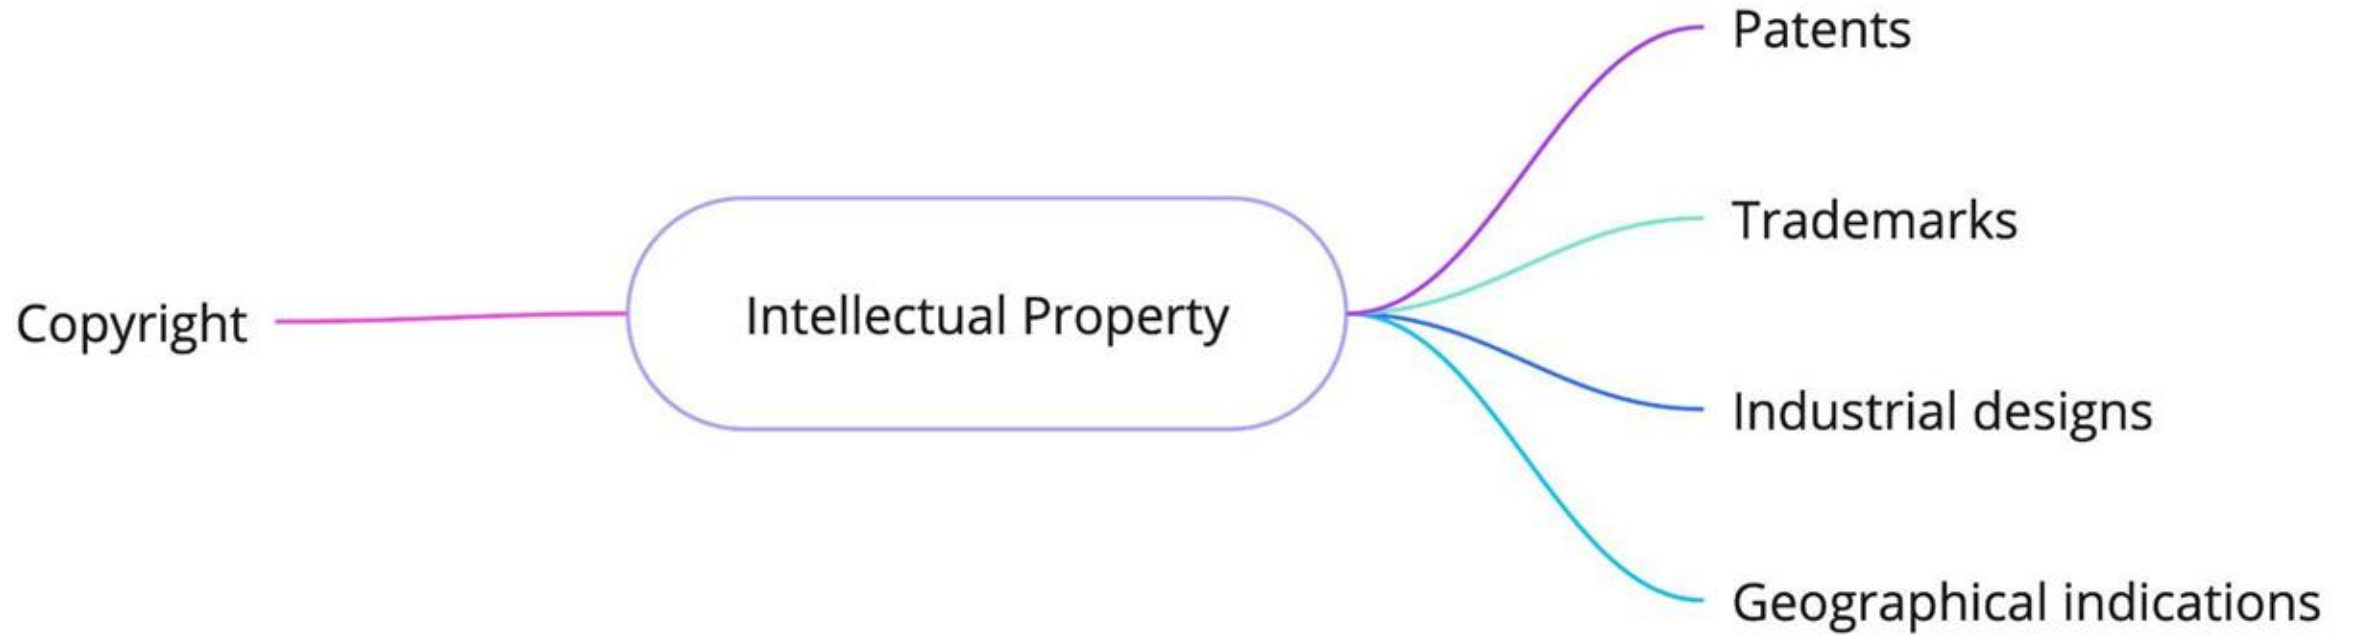 Patents
Trademarks
Copyright
Intellectual Property
Industrial designs
Geographical indications